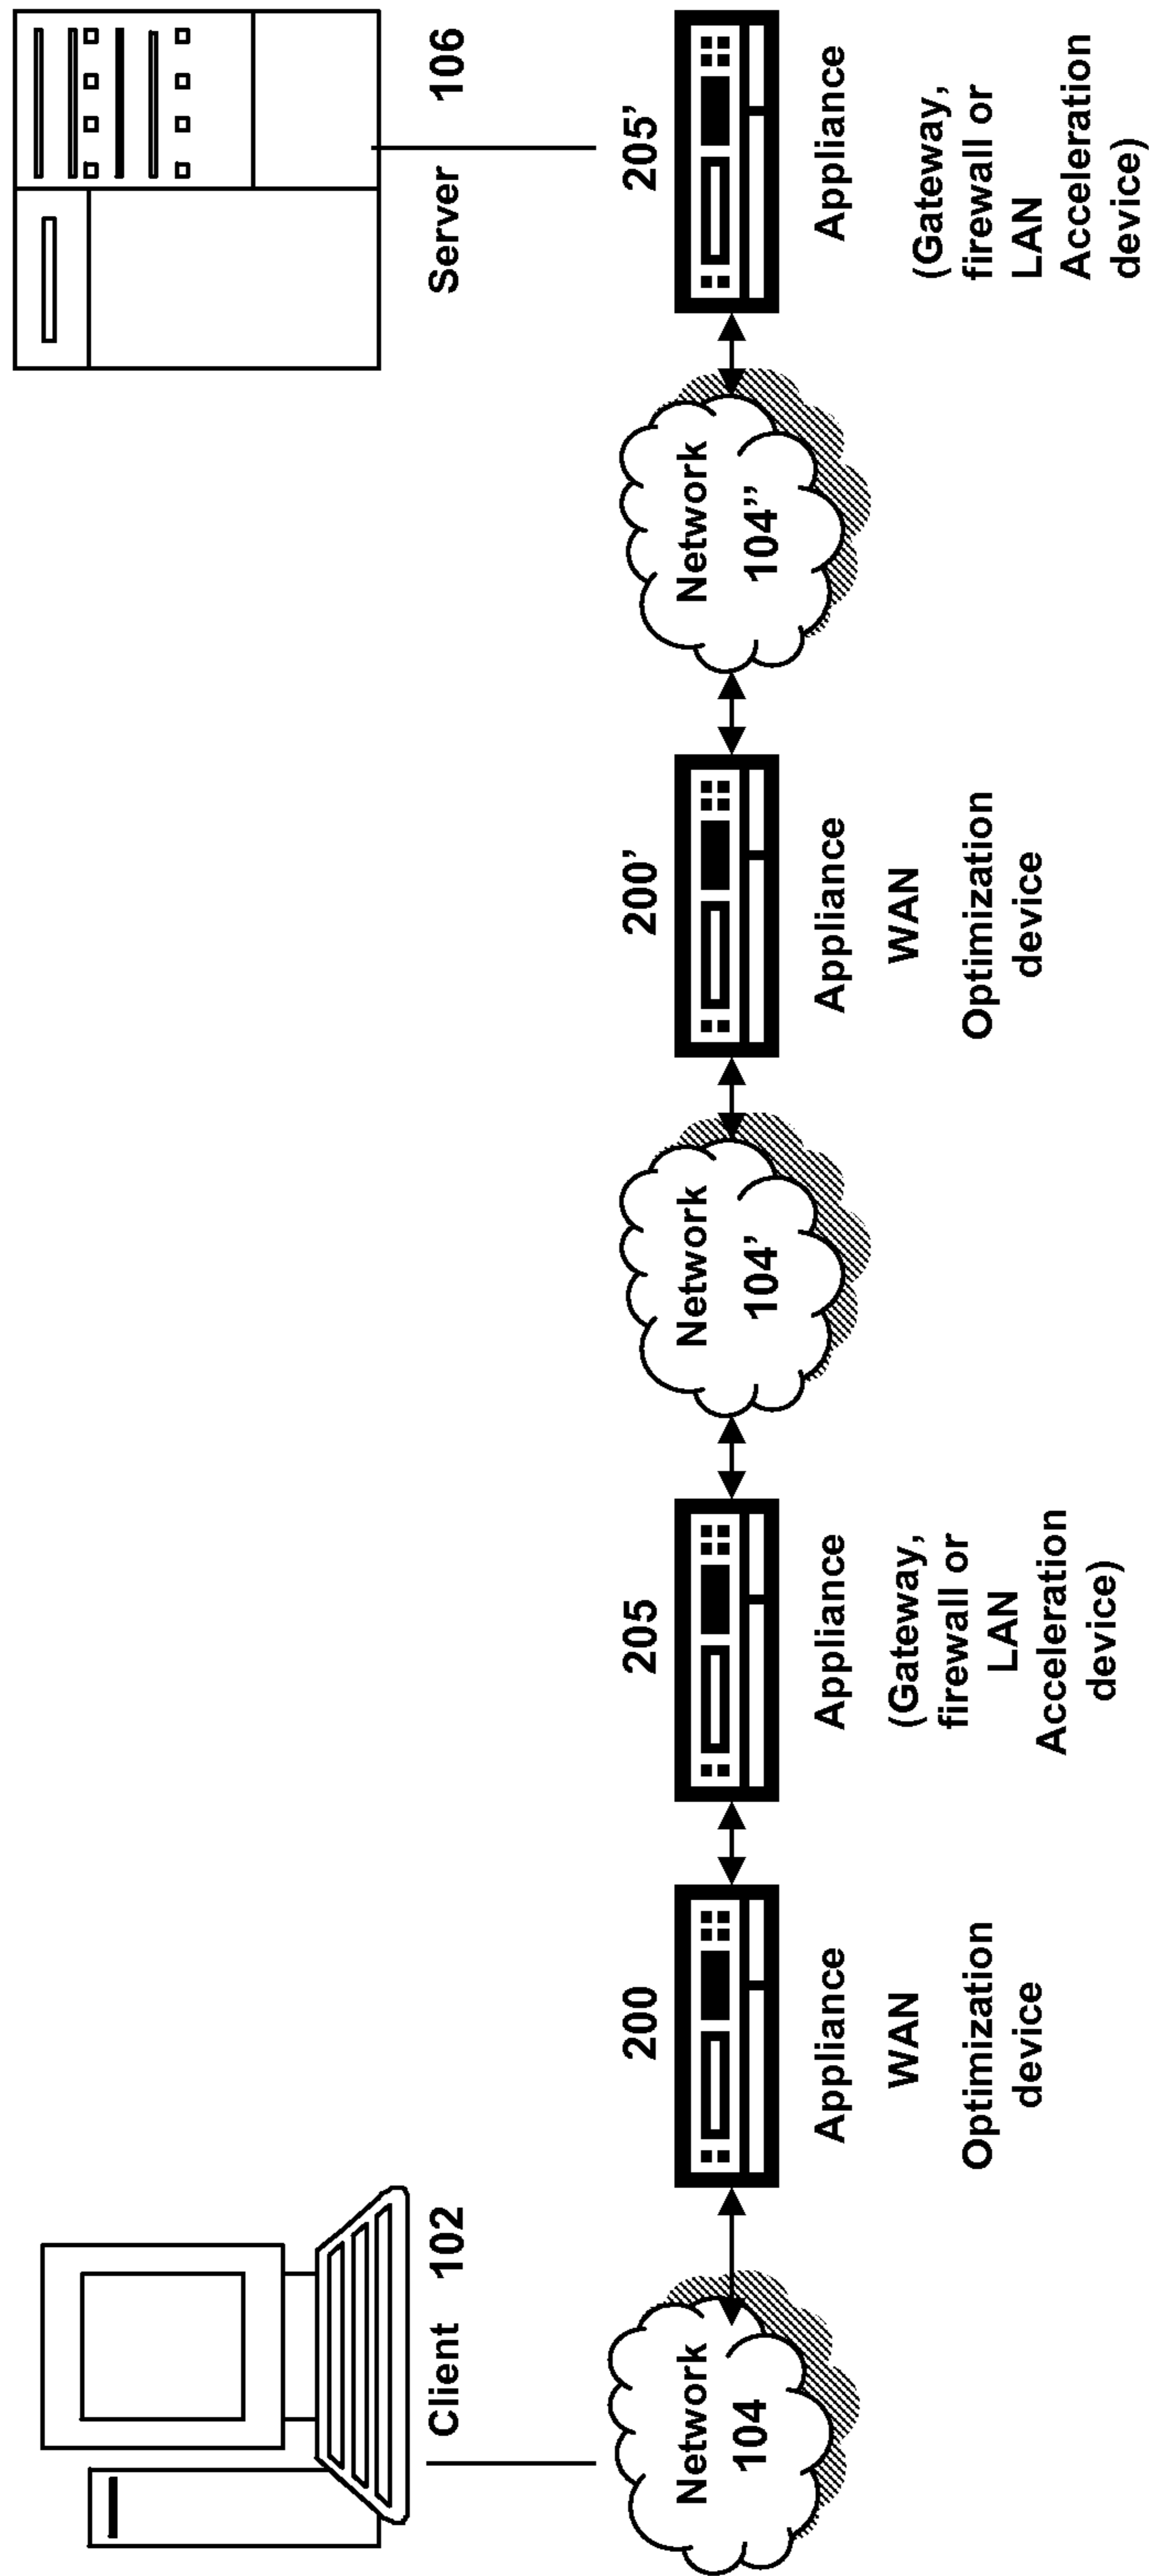 Client 102
Server 106
Network
104
200
Appliance
WAN
Optimization
device
205
Appliance
(Gateway,
firewall or
LAN
Acceleration
device)
Network
104’
200’
Appliance
WAN
Optimization
device
Network
104’’
205’
Appliance
(Gateway,
firewall or
LAN
Acceleration
device)